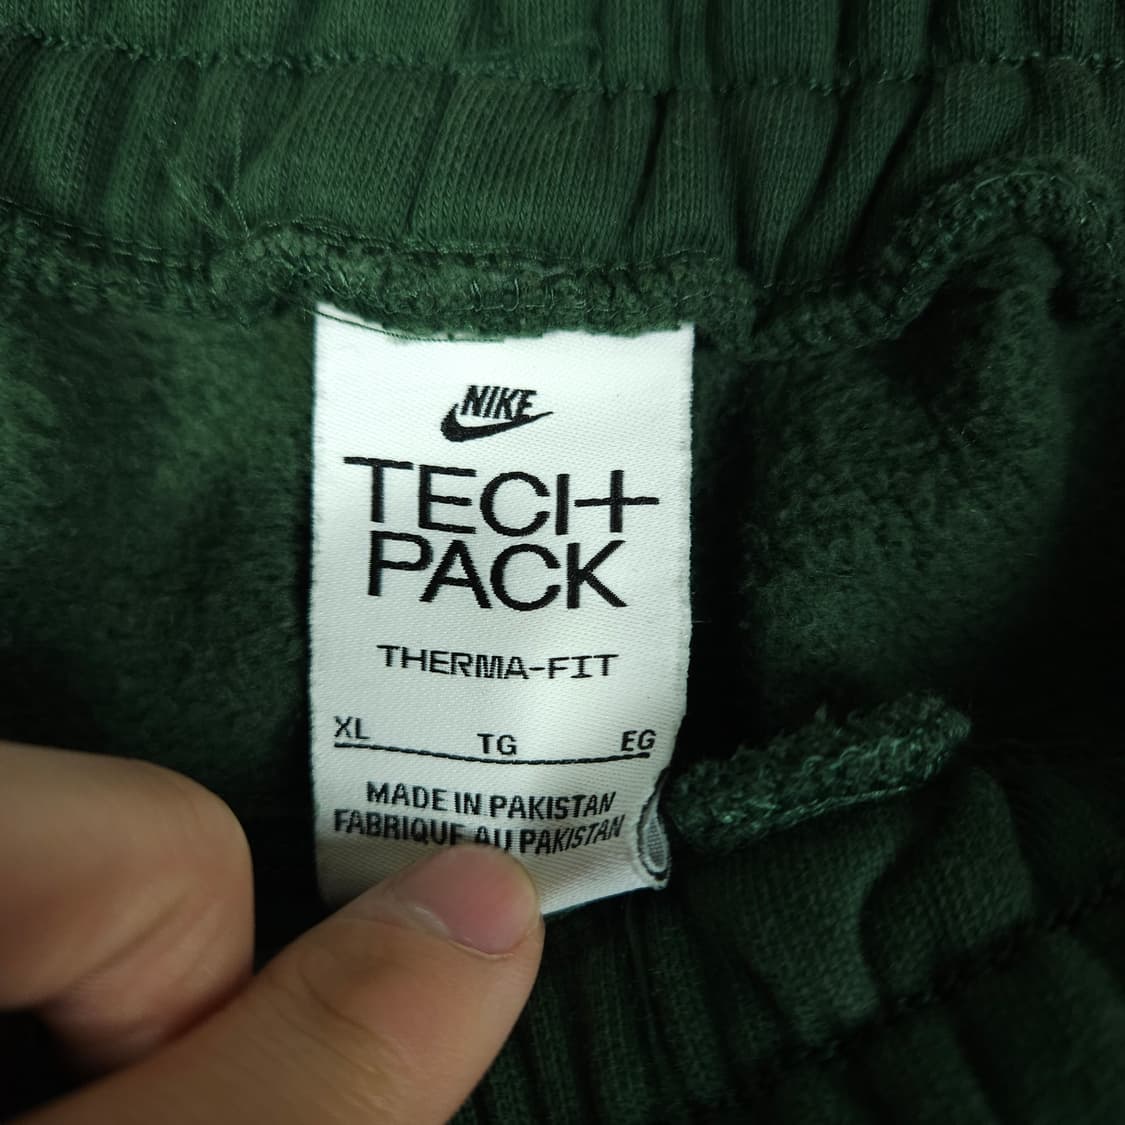 NIKE
TECH
PACK
THERMA-FIT
XL TG EG
MADE IN PAKISTAN
FABRIQUE AU PAKISTAN